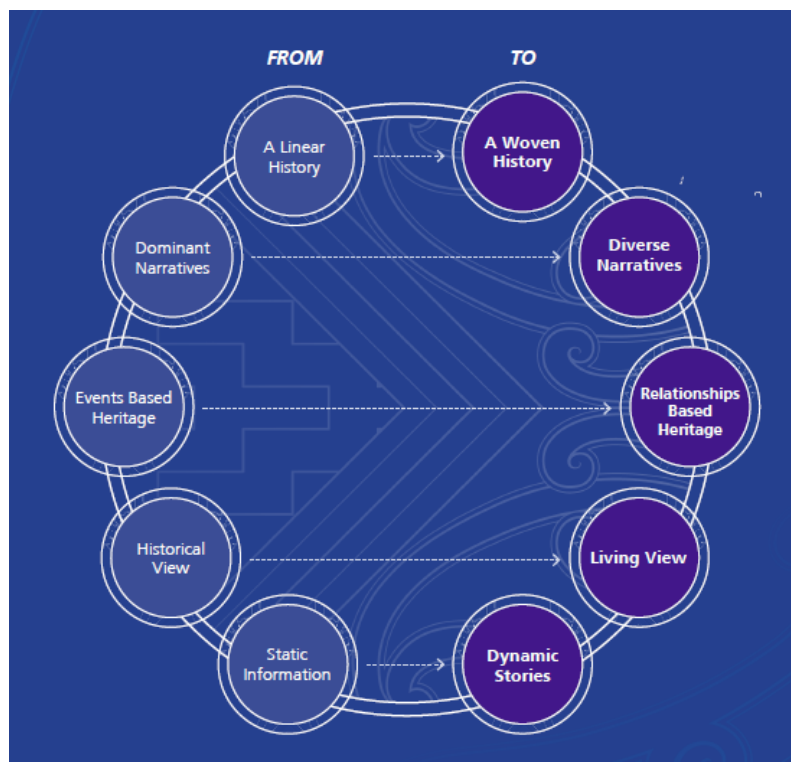 FROM
TO
A Linear
History
A Woven
History
Dominant
Narratives
Diverse
Narratives
Events Based
Heritage
Relationships
Based
Heritage
Historical
View
Living View
Static
Information
Dynamic
Stories